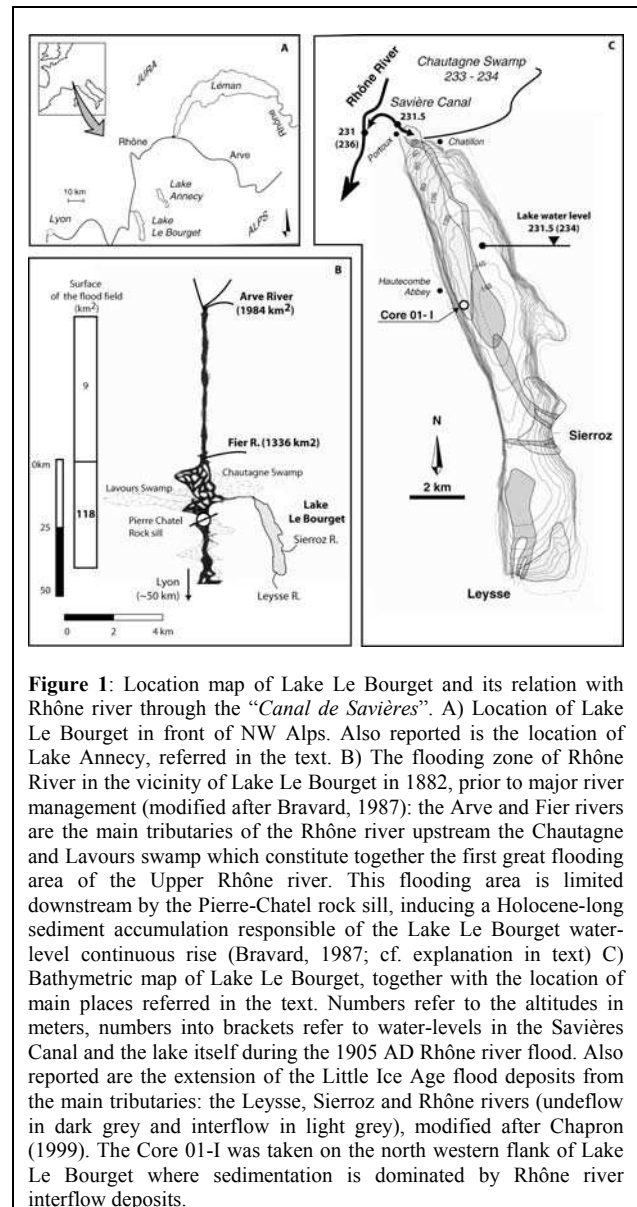 A
JURA
Léman
Rhône
Rhône
Arve
10 km
Lake
Annecy
Lyon
Lake
Le Bourget
ALPS
B
Surface
of the flood field
(km2)
Arve River
(1984 km2)
9
Fier R. (1336 km2)
0km
Chautagne Swamp
Lavours Swamp
118
Pierre Chatel
Rock sill
Lake
Le Bourget
25
Sierroz R.
Lyon
(~50 km)
Leysse R.
50
0 2 4 km
C
Rhône River
Chautagne Swamp
233 - 234
Savière Canal
231.5
231
(236)
Portoux
Chatillon
Lake water level
231.5 (234)
Hautecombe
Abbey
Core 01- I
N
Sierroz
2 km
Leysse
Figure 1: Location map of Lake Le Bourget and its relation with
Rhône river through the “Canal de Savières”. A) Location of Lake
Le Bourget in front of NW Alps. Also reported is the location of
Lake Annecy, referred in the text. B) The flooding zone of Rhône
River in the vicinity of Lake Le Bourget in 1882, prior to major river
management (modified after Bravard, 1987): the Arve and Fier rivers
are the main tributaries of the Rhône river upstream the Chautagne
and Lavours swamp which constitute together the first great flooding
area of the Upper Rhône river. This flooding area is limited
downstream by the Pierre-Chatel rock sill, inducing a Holocene-long
sediment accumulation responsible of the Lake Le Bourget water-
level continuous rise (Bravard, 1987; cf. explanation in text) C)
Bathymetric map of Lake Le Bourget, together with the location of
main places referred in the text. Numbers refer to the altitudes in
meters, numbers into brackets refer to water-levels in the Savières
Canal and the lake itself during the 1905 AD Rhône river flood. Also
reported are the extension of the Little Ice Age flood deposits from
the main tributaries: the Leysse, Sierroz and Rhône rivers (undeflow
in dark grey and interflow in light grey), modified after Chapron
(1999). The Core 01-I was taken on the north western flank of Lake
Le Bourget where sedimentation is dominated by Rhône river
interflow deposits.